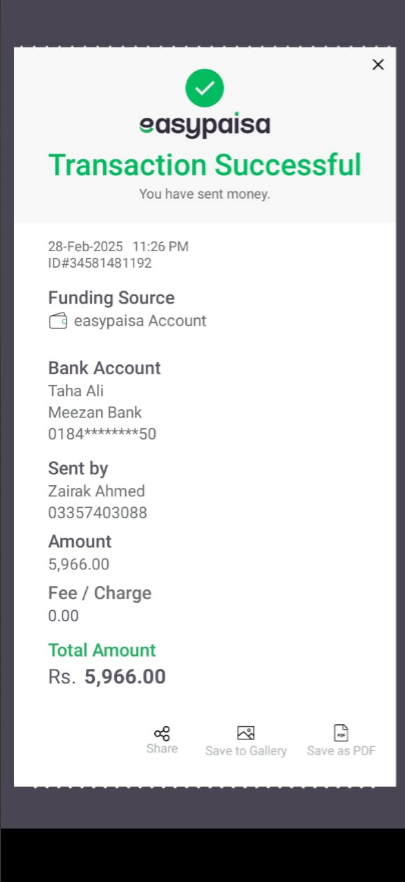 easypaisa
Transaction Successful
You have sent money.
28-Feb-2025 11:26 PM
ID#34581481192
Funding Source
easypaisa Account
Bank Account
Taha Ali
Meezan Bank
0184********50
Sent by
Zairak Ahmed
03357403088
Amount
5,966.00
Fee / Charge
0.00
Total Amount
Rs. 5,966.00
Share
Save to Gallery
PDF
Save as PDF